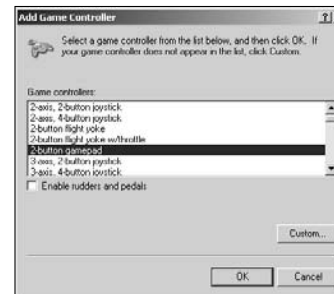 Add Game Controller
?
Select a game controller from the list below, and then click OK. If
your game controller does not appear in the list, click Custom.
Game controllers:
2-axis, 2-button joystick
2-axis, 4-button joystick
2-button flight yoke
2-button flight yoke w/throttle
2-button gamepad
3-axis, 2-button joystick
3-axis, 4-button joystick
Enable rudders and pedals
Custom...
OK
Cancel